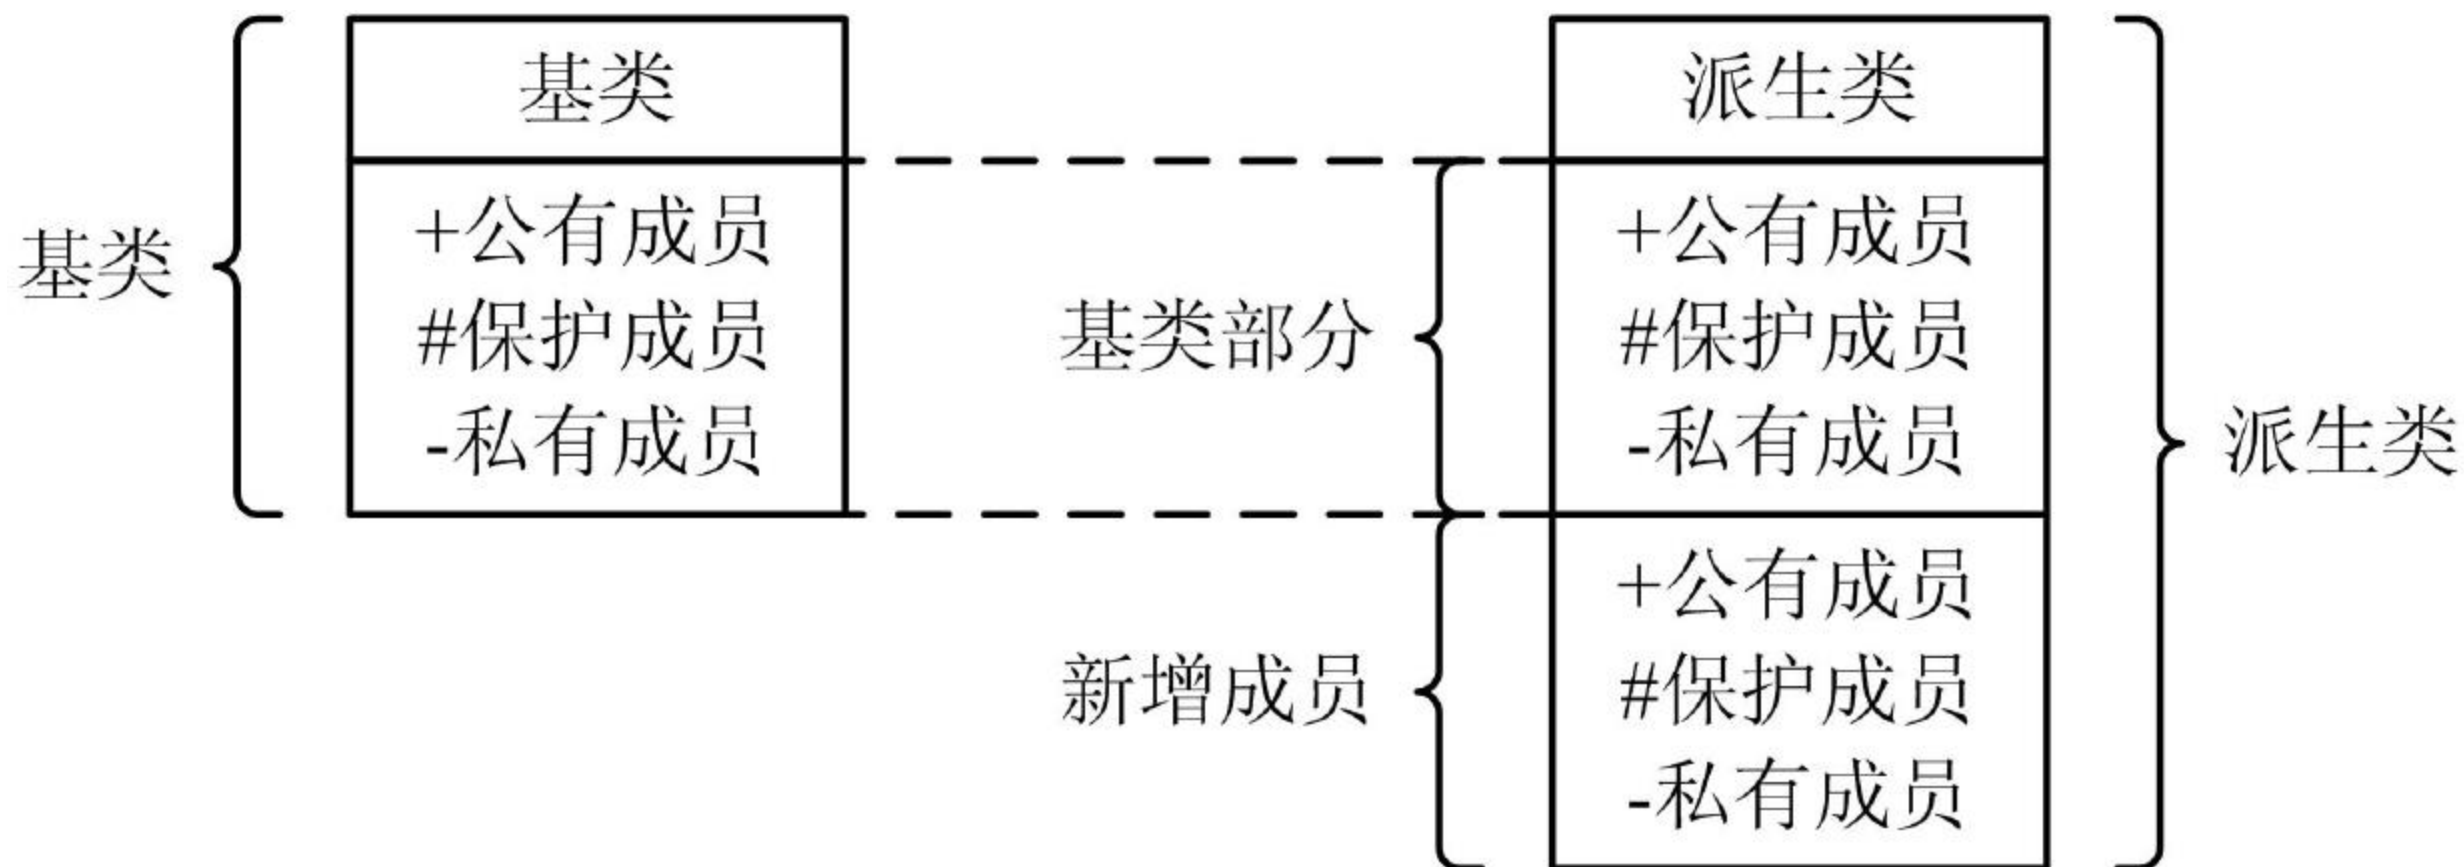 基类
+公有成员
#保护成员
-私有成员
基类
派生类
+公有成员
#保护成员
-私有成员
基类部分
+公有成员
#保护成员
-私有成员
新增成员
派生类